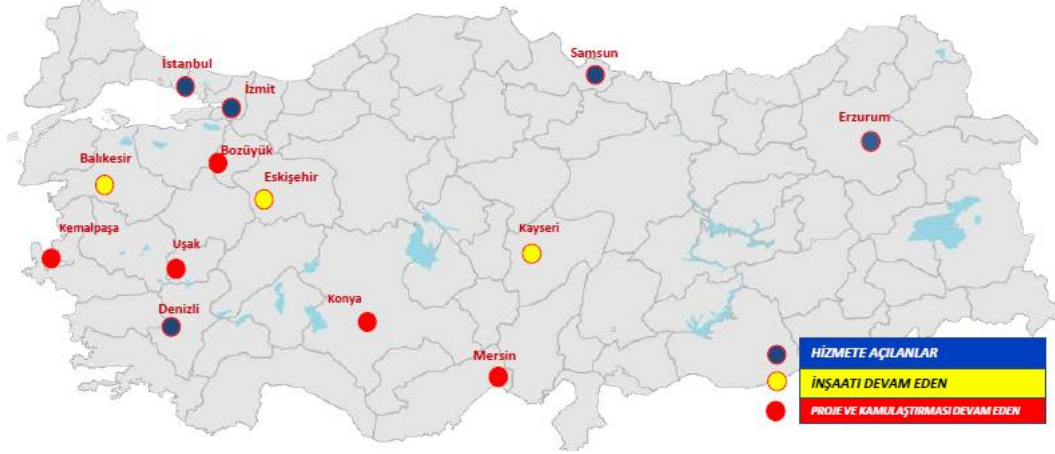 Samsun
İstanbul
İzmit
Erzurum
Bozüyük
Balıkesir
Eskişehir
Kemalpaşa
Kayseri
Uşak
Konya
Denizli
Mersin
HİZMETE AÇILANLAR
İNŞAATI DEVAM EDEN
PROJE VE KAMULAŞTIRMASI DEVAM EDEN